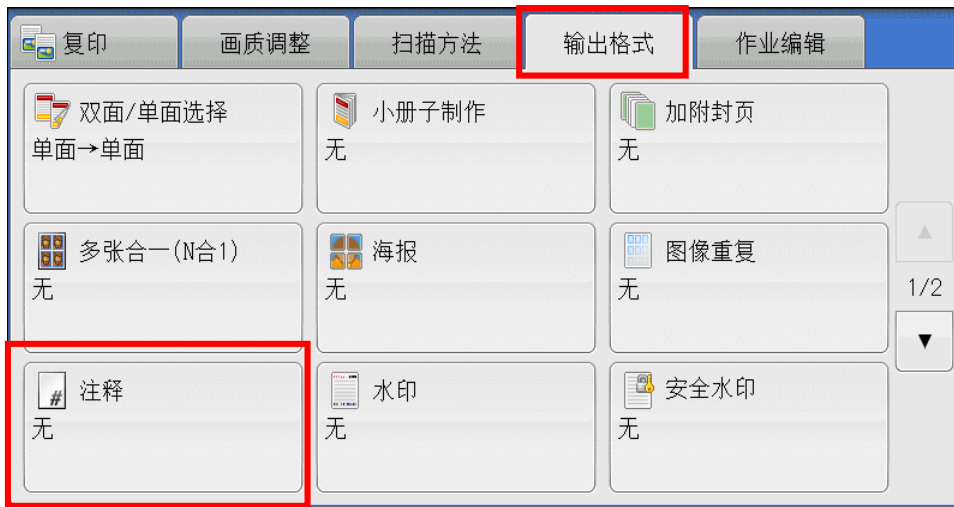 复印 画质调整 扫描方法 输出格式 作业编辑
双面/单面选择 小册子制作 加附封页
单面→单面 无 无
多张合一(N合1) 海报 图像重复
无 无 无
1/2
# 注释 水印 安全水印
无 无 无